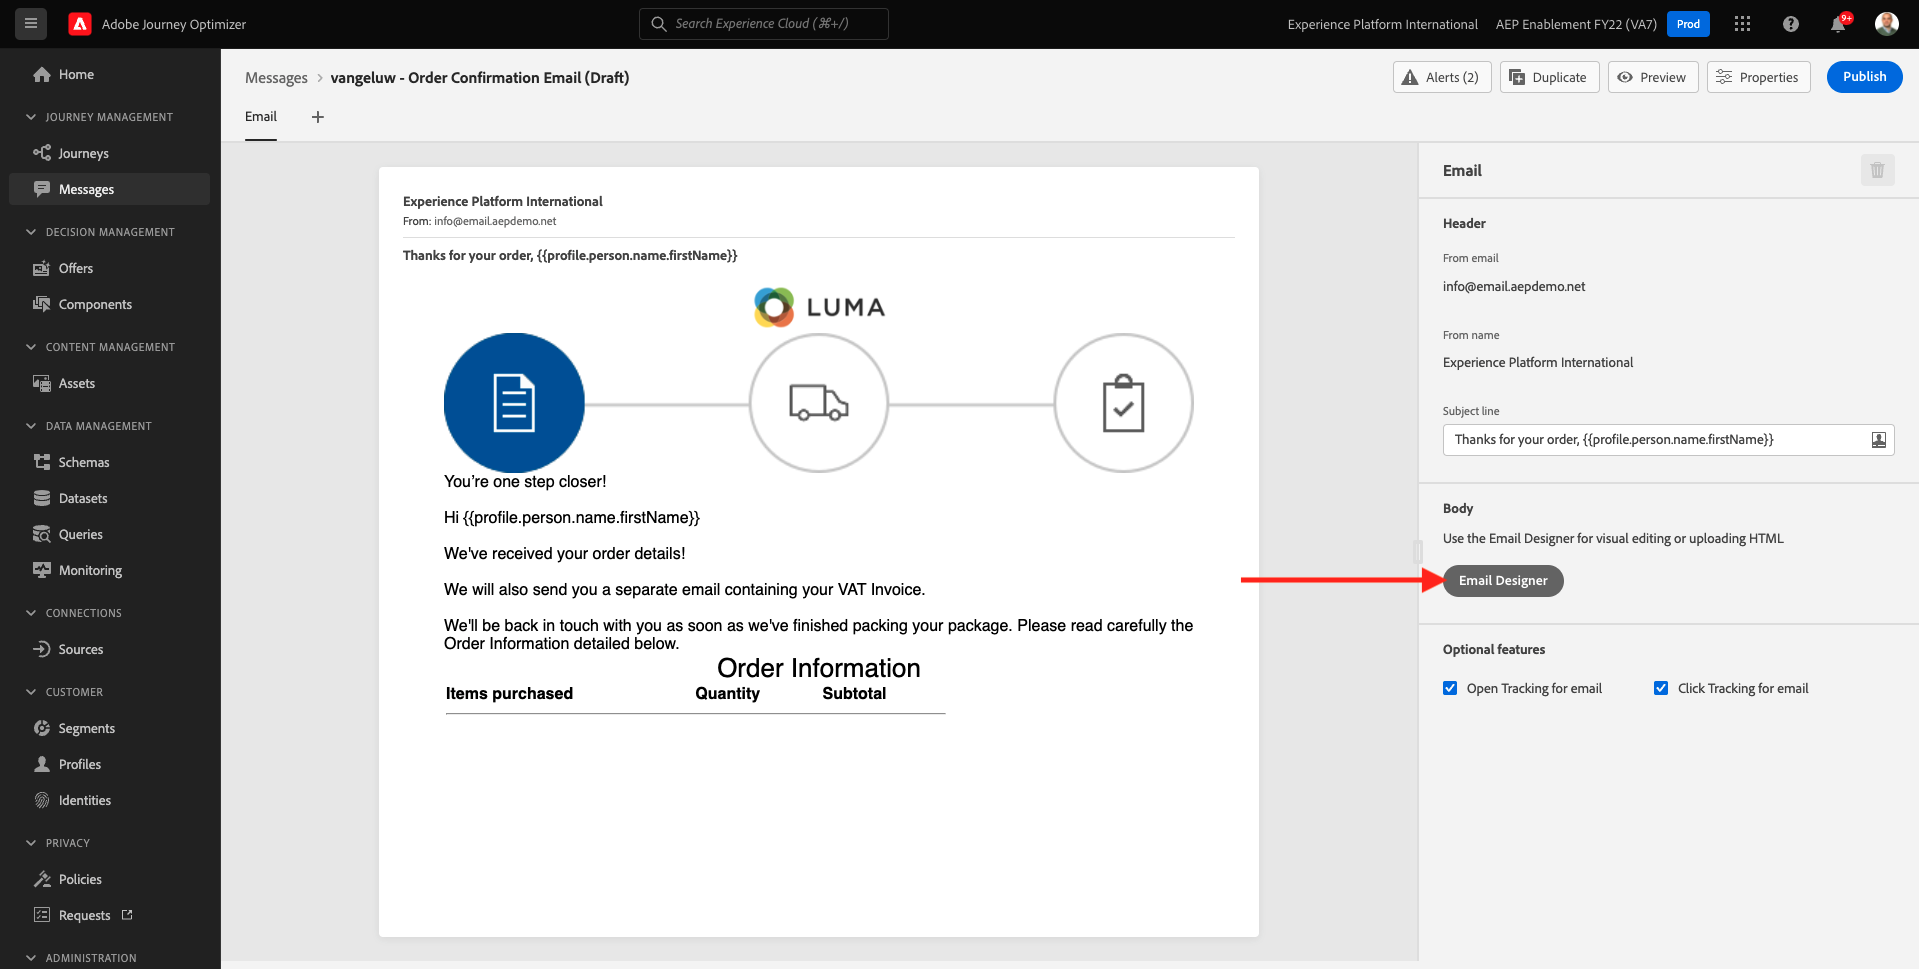 Adobe Journey Optimizer
Search Experience Cloud (⌘+/)
Experience Platform International
AEP Enablement FY22 (VA7)
Prod
9+
Home
JOURNEY MANAGEMENT
Journeys
Messages
DECISION MANAGEMENT
Offers
Components
CONTENT MANAGEMENT
Assets
DATA MANAGEMENT
Schemas
Datasets
Queries
Monitoring
CONNECTIONS
Sources
CUSTOMER
Segments
Profiles
Identities
PRIVACY
Policies
Requests
ADMINISTRATION
Messages > vangeluw - Order Confirmation Email (Draft)
Alerts (2)
Duplicate
Preview
Properties
Publish
Email +
Experience Platform International
From: info@email.aepdemo.net
Thanks for your order, {{profile.person.name.firstName}}
LUMA
You're one step closer!
Hi {{profile.person.name.firstName}}
We've received your order details!
We will also send you a separate email containing your VAT Invoice.
We'll be back in touch with you as soon as we've finished packing your package. Please read carefully the
Order Information detailed below.
Order Information
Items purchased Quantity Subtotal
Email
Header
From email
info@email.aepdemo.net
From name
Experience Platform International
Subject line
Thanks for your order, {{profile.person.name.firstName}}
Body
Use the Email Designer for visual editing or uploading HTML
Email Designer
Optional features
Open Tracking for email
Click Tracking for email